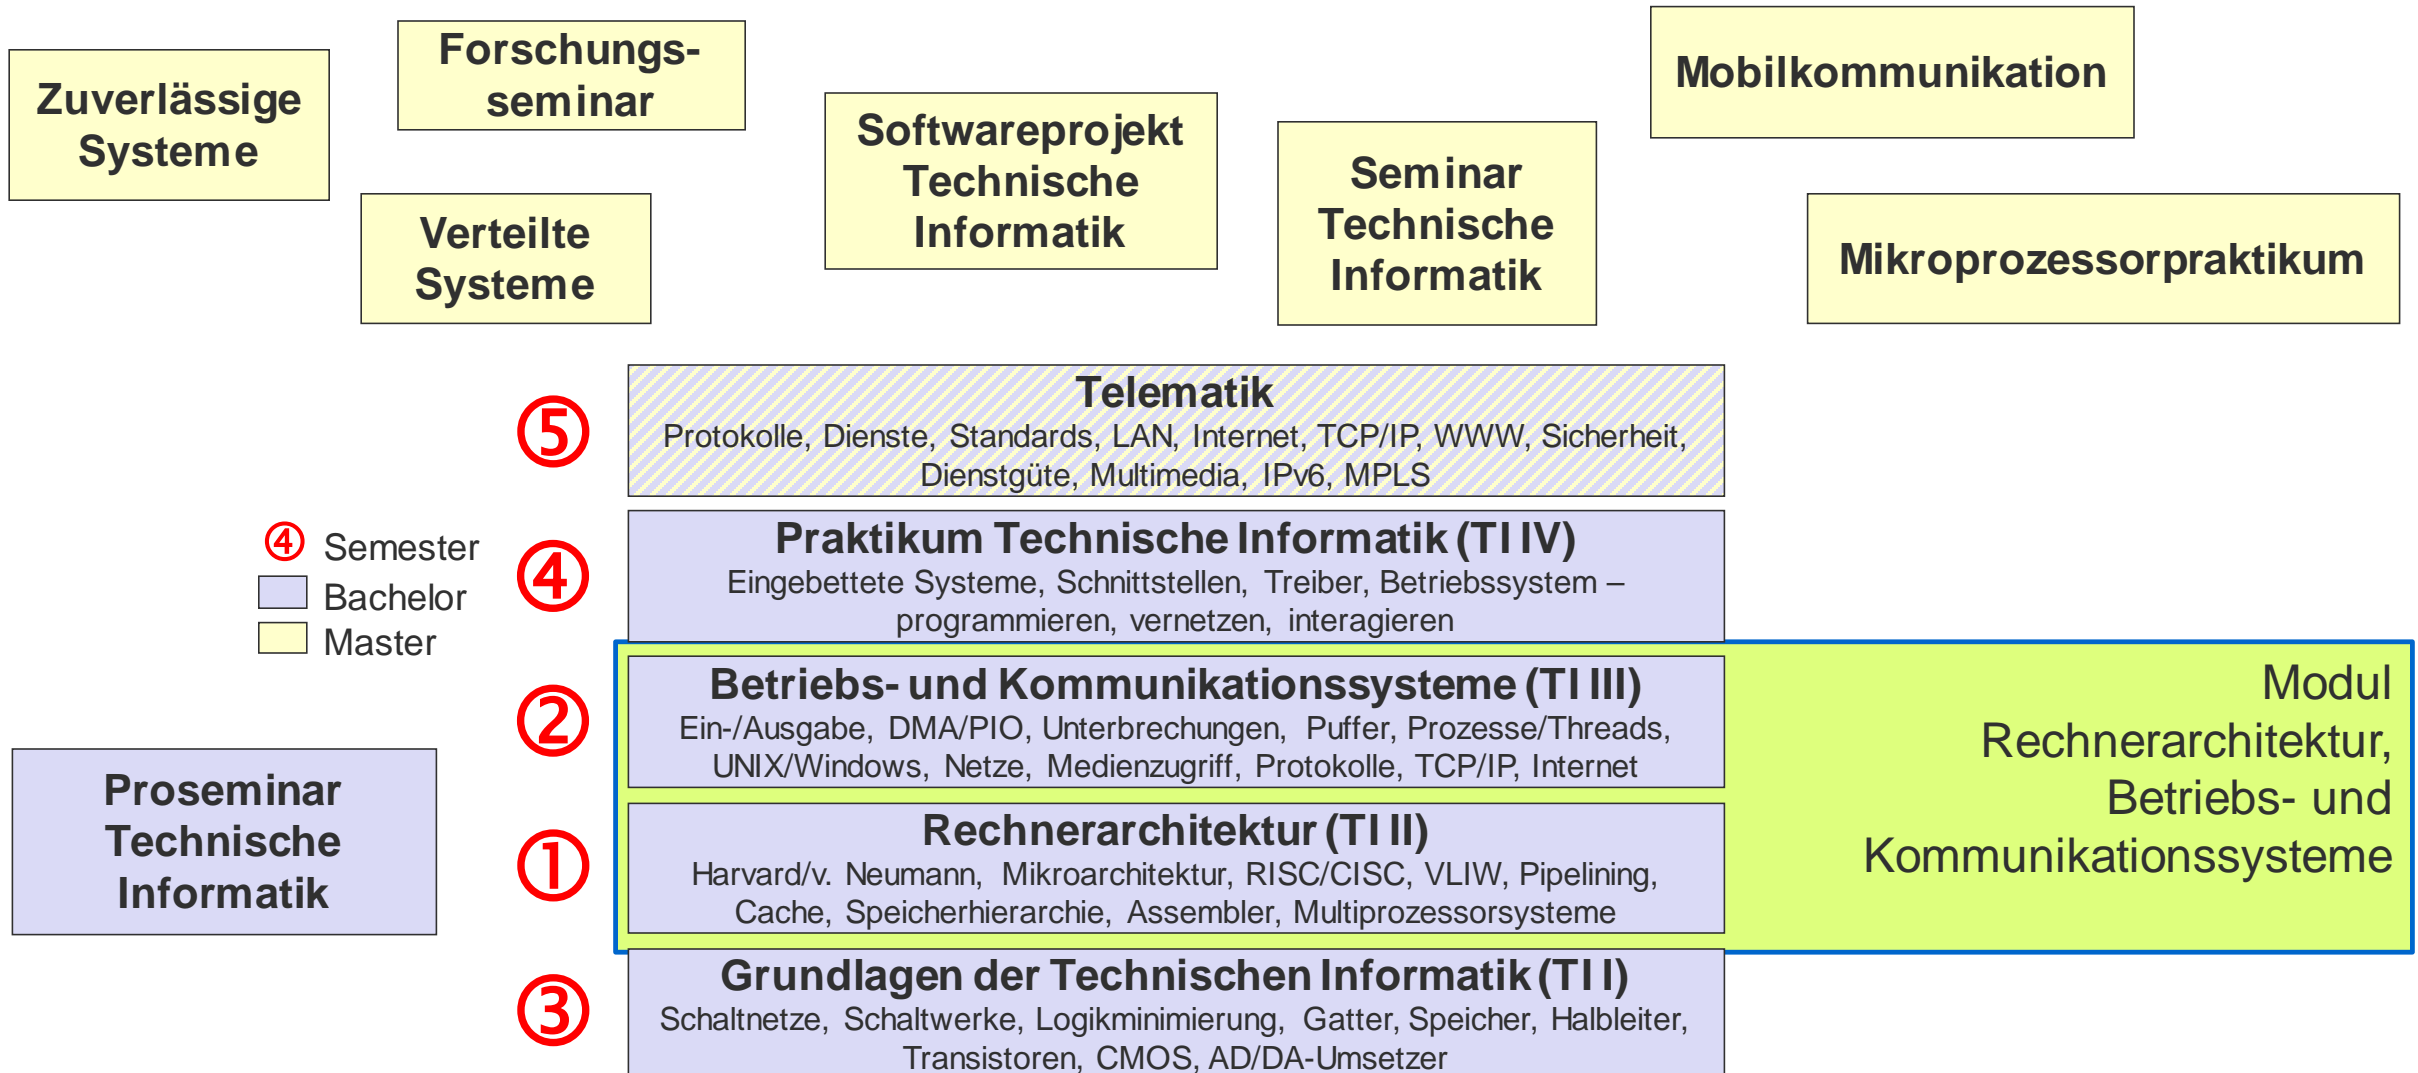 Zuverlässige
Systeme
Forschungs-
seminar
Verteilte
Systeme
Softwareprojekt
Technische
Informatik
Seminar
Technische
Informatik
Mobilkommunikation
Mikroprozessorpraktikum
⑤
Telematik
Protokolle, Dienste, Standards, LAN, Internet, TCP/IP, WWW, Sicherheit,
Dienstgüte, Multimedia, IPv6, MPLS
④ Semester
Bachelor
Master
④
Praktikum Technische Informatik (TI IV)
Eingebettete Systeme, Schnittstellen, Treiber, Betriebssystem –
programmieren, vernetzen, interagieren
②
Betriebs- und Kommunikationssysteme (TI III)
Ein-/Ausgabe, DMA/PIO, Unterbrechungen, Puffer, Prozesse/Threads,
UNIX/Windows, Netze, Medienzugriff, Protokolle, TCP/IP, Internet
Modul
Rechnerarchitektur,
Betriebs- und
Kommunikationssysteme
Proseminar
Technische
Informatik
①
Rechnerarchitektur (TI II)
Harvard/v. Neumann, Mikroarchitektur, RISC/CISC, VLIW, Pipelining,
Cache, Speicherhierarchie, Assembler, Multiprozessorsysteme
③
Grundlagen der Technischen Informatik (TI I)
Schaltnetze, Schaltwerke, Logikminimierung, Gatter, Speicher, Halbleiter,
Transistoren, CMOS, AD/DA-Umsetzer